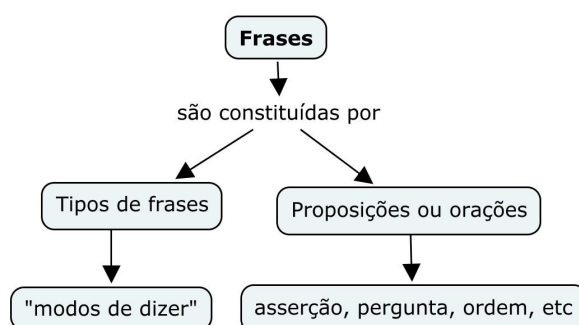 Frases
são constituídas por
Tipos de frases
Proposições ou orações
"modos de dizer"
asserção, pergunta, ordem, etc